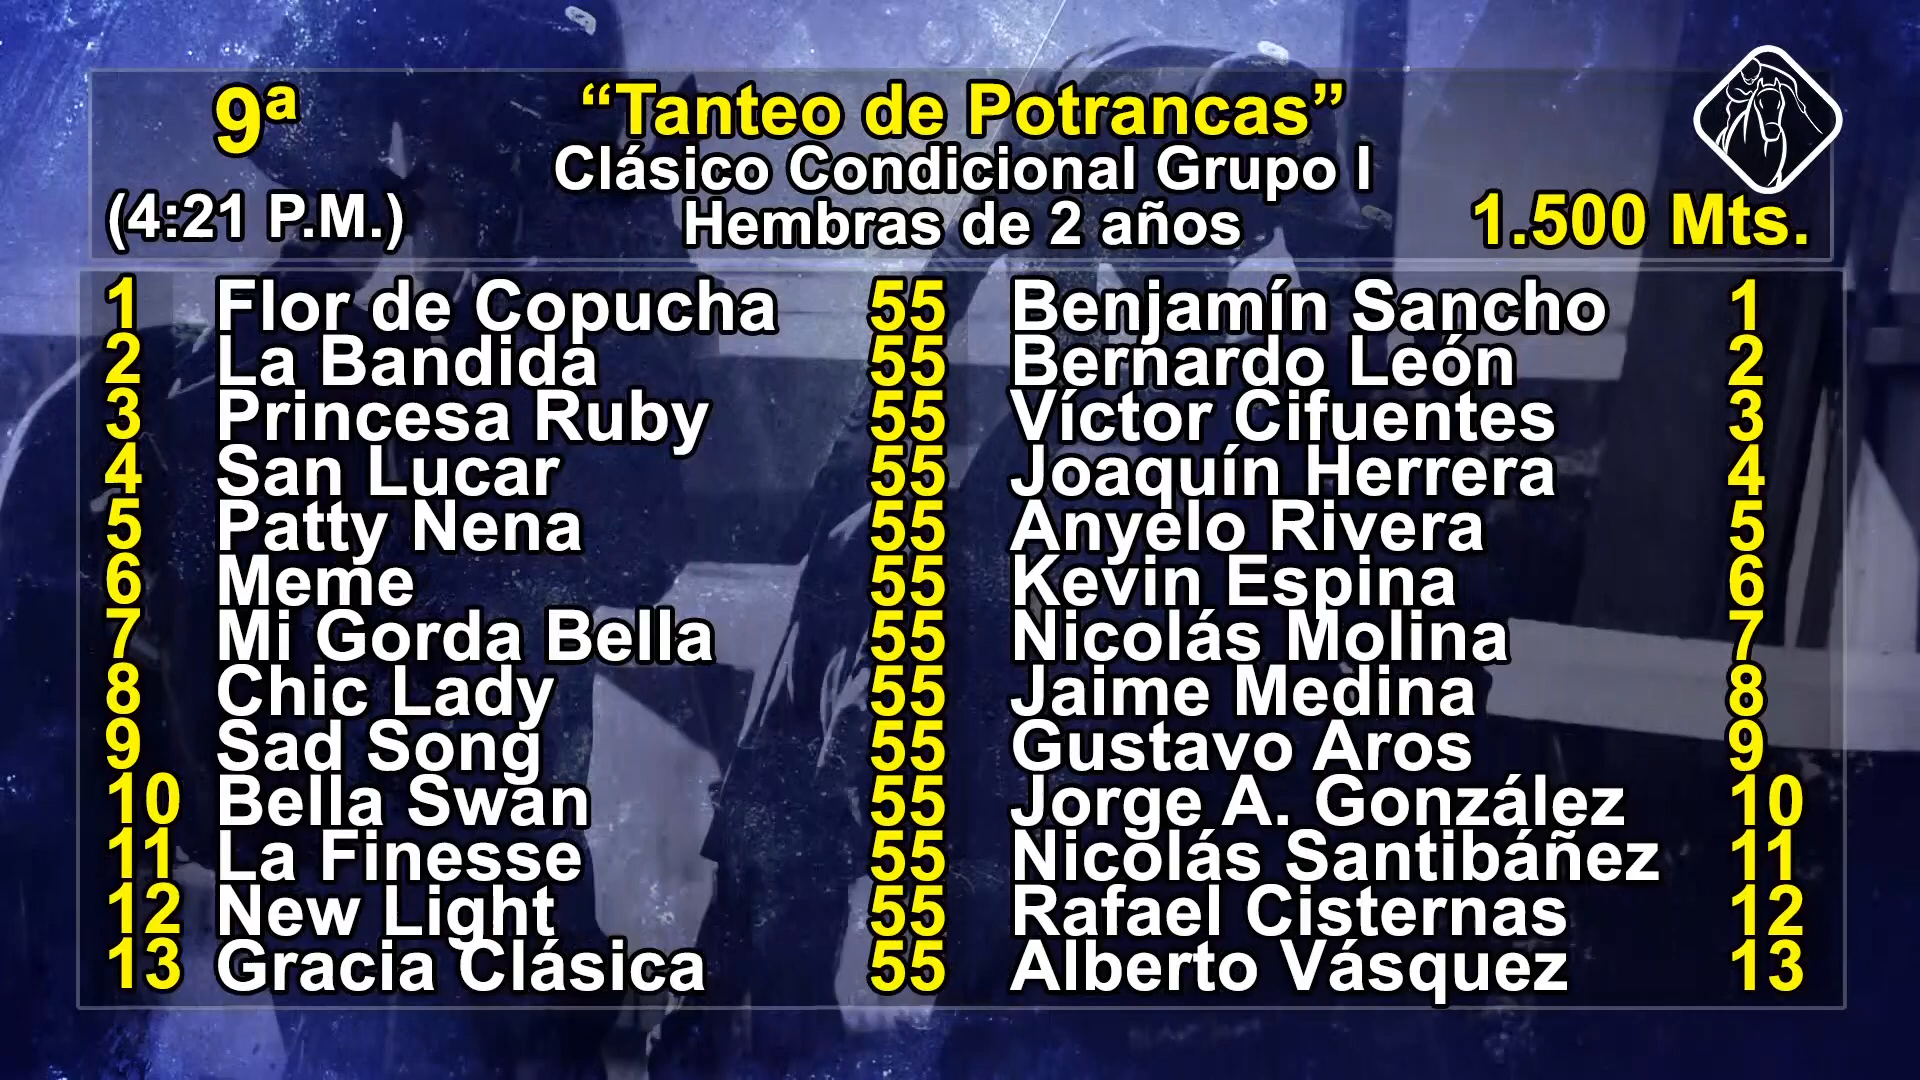 9ª
“Tanteo de Potrancas”
Clásico Condicional Grupo I
(4:21 P.M.)
Hembras de 2 años
1.500 Mts.
1 Flor de Copucha 55 Benjamín Sancho 1
2 La Bandida 55 Bernardo León 2
3 Princesa Ruby 55 Víctor Cifuentes 3
4 San Lucar 55 Joaquín Herrera 4
5 Patty Nena 55 Anyelo Rivera 5
6 Meme 55 Kevin Espina 6
7 Mi Gorda Bella 55 Nicolás Molina 7
8 Chic Lady 55 Jaime Medina 8
9 Sad Song 55 Gustavo Aros 9
10 Bella Swan 55 Jorge A. González 10
11 La Finesse 55 Nicolás Santibáñez 11
12 New Light 55 Rafael Cisternas 12
13 Gracia Clásica 55 Alberto Vásquez 13